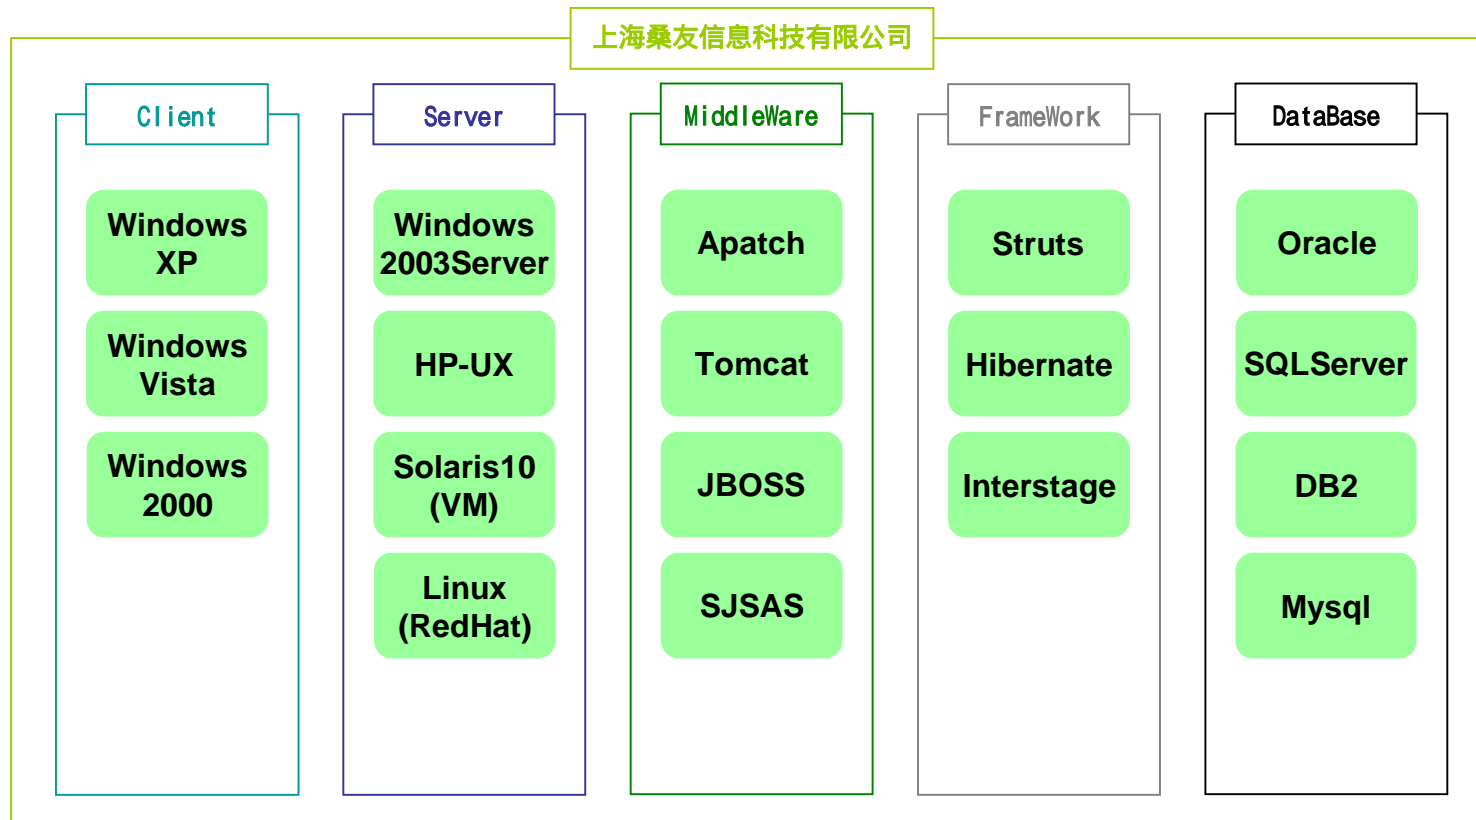 上海桑友信息科技有限公司
Client
Windows
XP
Windows
Vista
Windows
2000
Server
Windows
2003Server
HP-UX
Solaris10
(VM)
Linux
(RedHat)
MiddleWare
Apatch
Tomcat
JBOSS
SJSAS
FrameWork
Struts
Hibernate
Interstage
DataBase
Oracle
SQLServer
DB2
Mysql